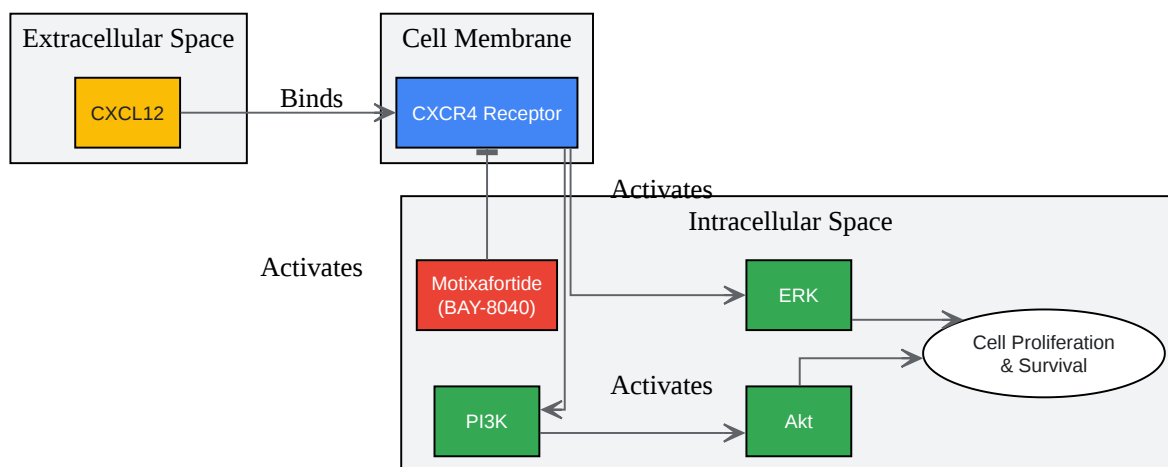 Extracellular Space
Cell Membrane
CXCL12
Binds
CXCR4 Receptor
Activates
Intracellular Space
Activates
Motixafortide
(BAY-8040)
ERK
Cell Proliferation
& Survival
Activates
PI3K
Akt